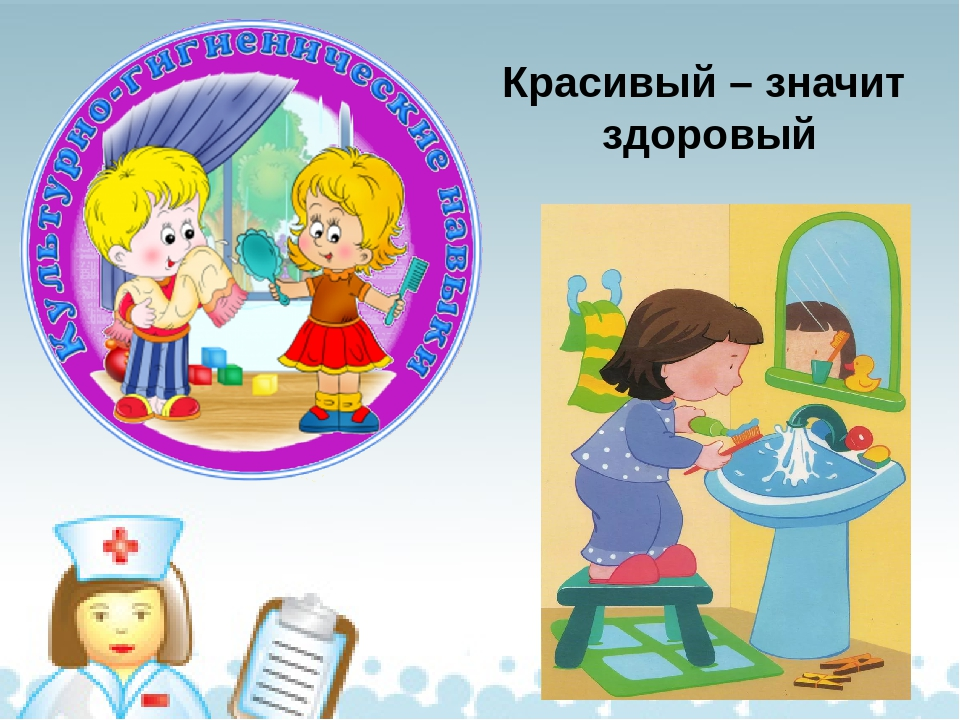 Культурно-гигиенические навыки
Красивый – значит
здоровый